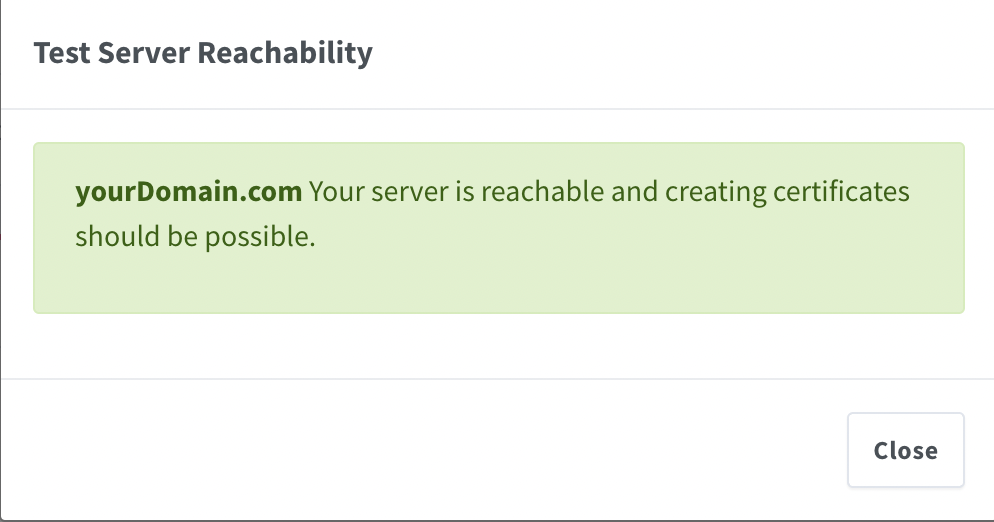 Test Server Reachability
yourDomain.com Your server is reachable and creating certificates
should be possible.
Close